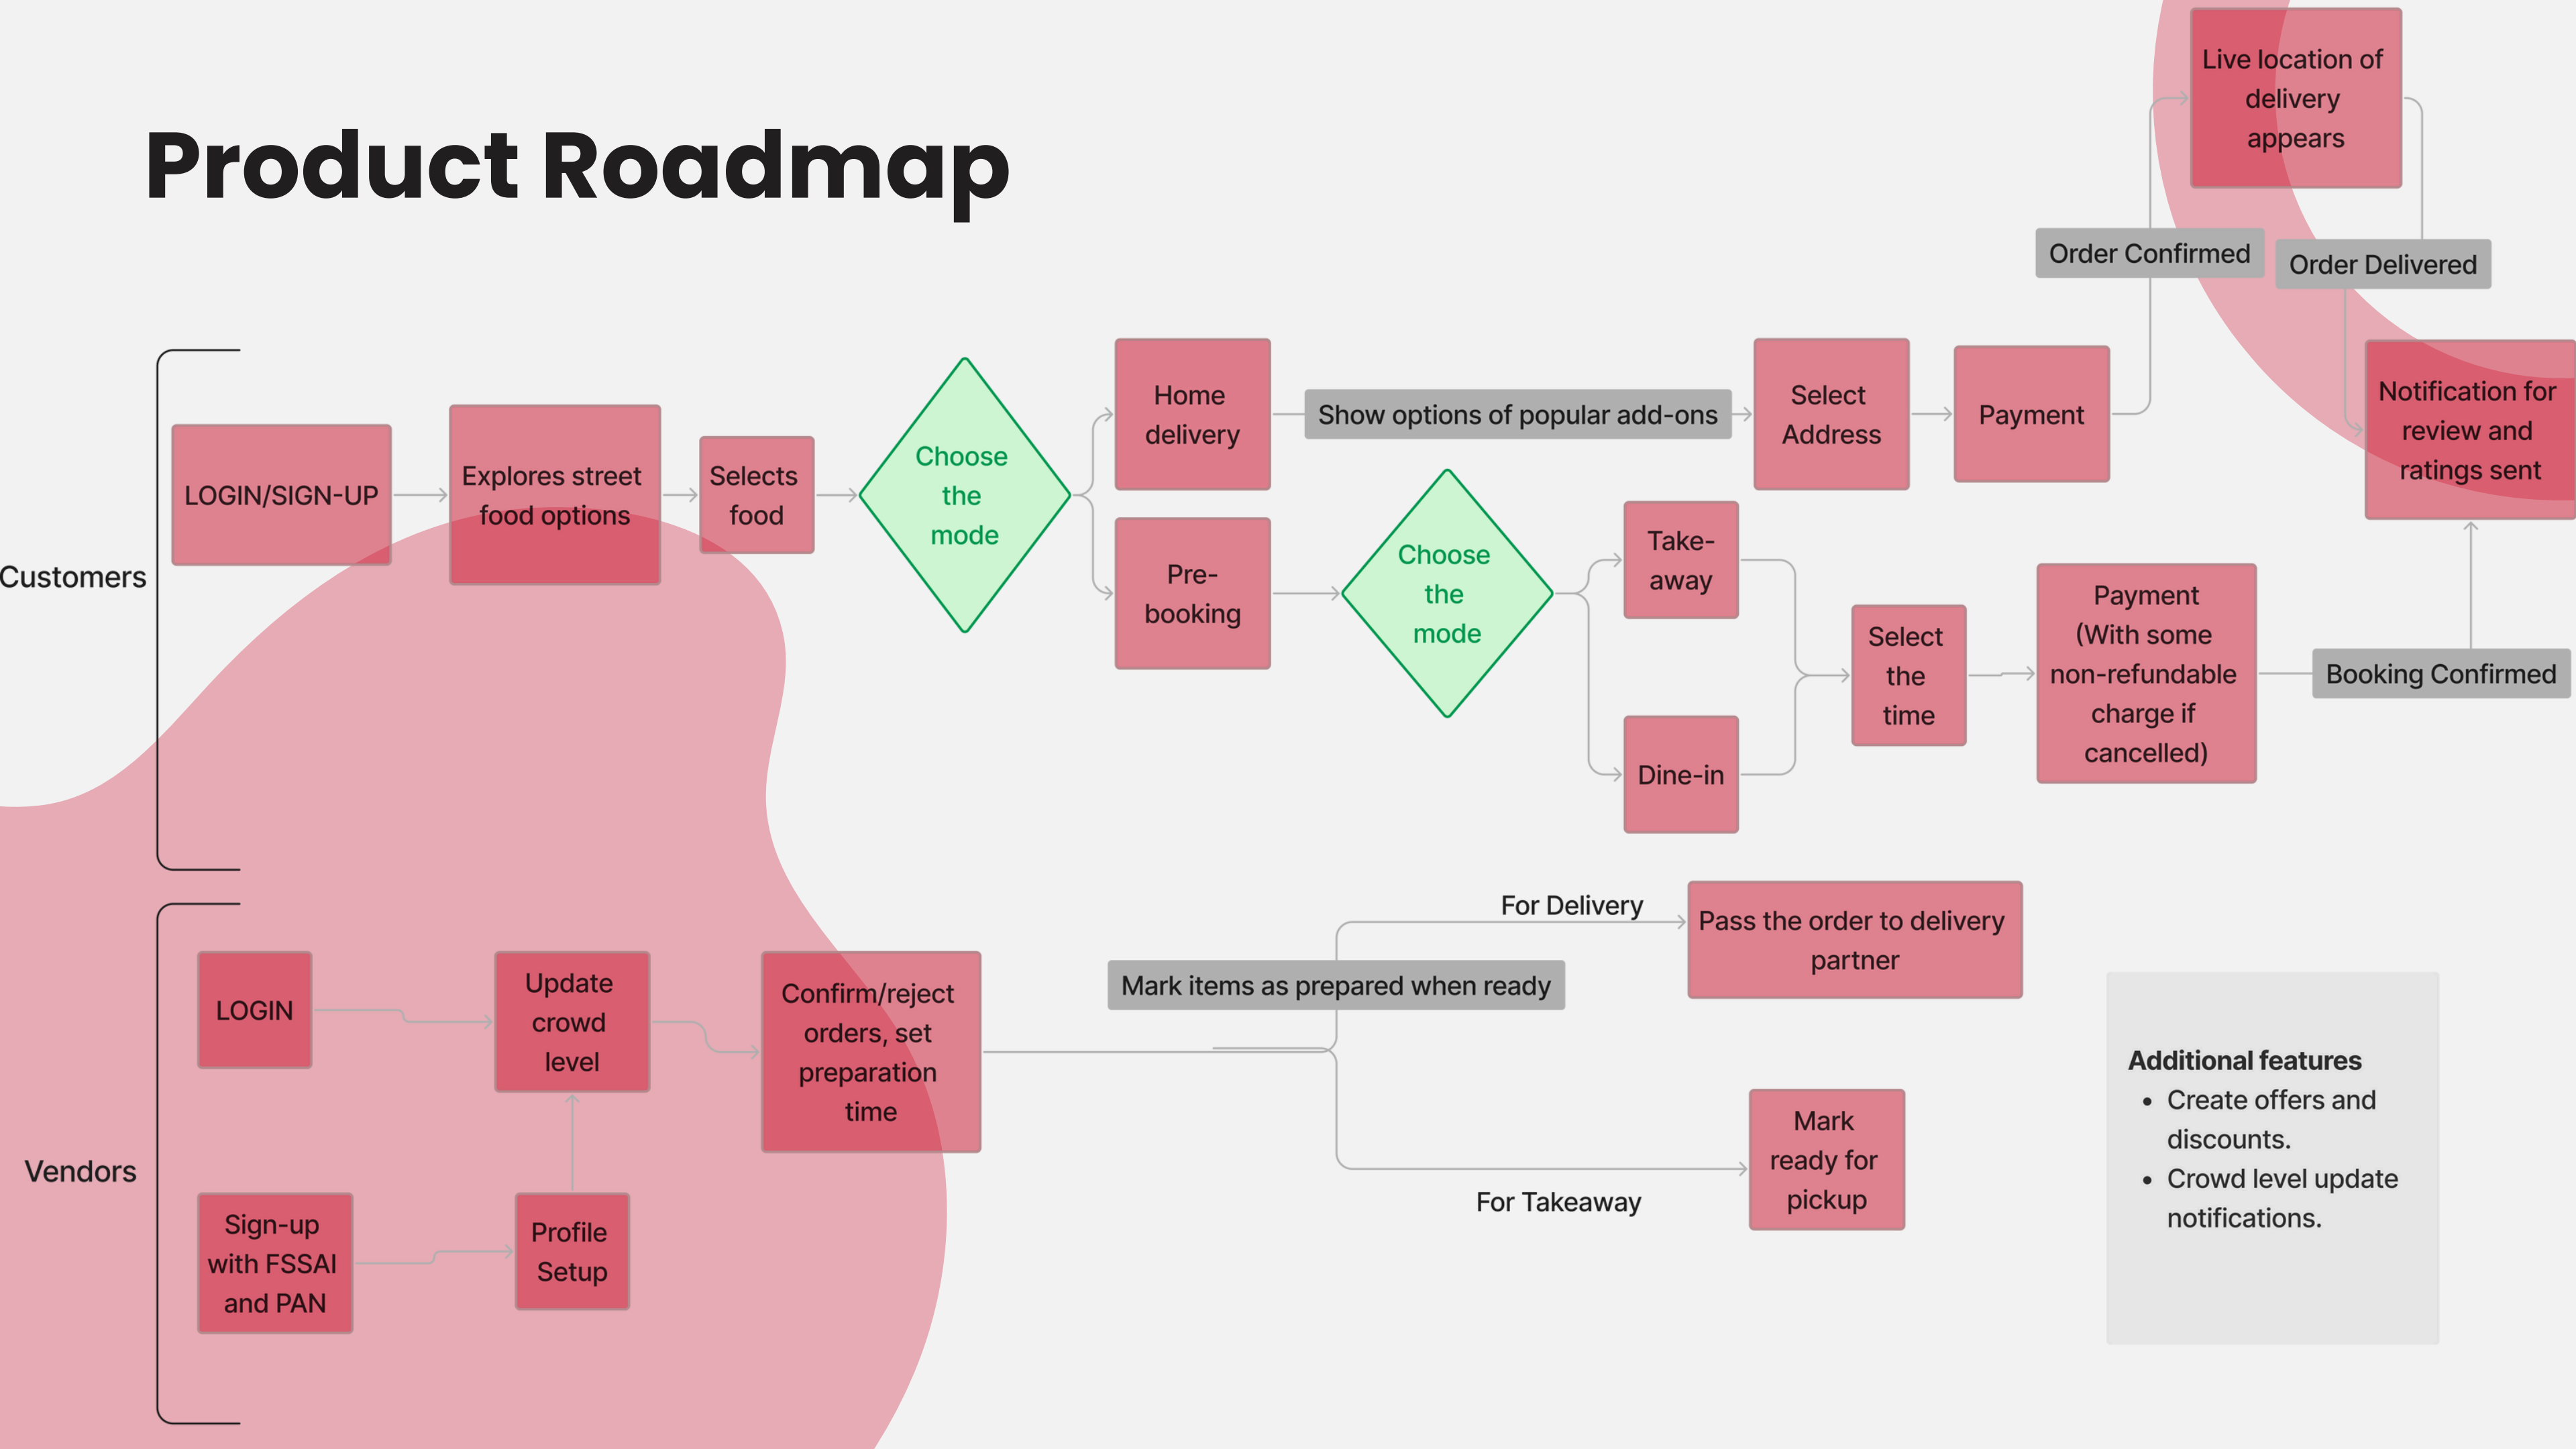 Product Roadmap
Live location of
delivery
appears
Order Confirmed
Order Delivered
Customers
LOGIN/SIGN-UP
Explores street
food options
Selects
food
Choose
the
mode
Home
delivery
Show options of popular add-ons
Select
Address
Payment
Notification for
review and
ratings sent
Pre-
booking
Choose
the
mode
Take-
away
Dine-in
Select
the
time
Payment
(With some
non-refundable
charge if
cancelled)
Booking Confirmed
Vendors
LOGIN
Update
crowd
level
Confirm/reject
orders, set
preparation
time
Sign-up
with FSSAI
and PAN
Profile
Setup
Mark items as prepared when ready
For Delivery
Pass the order to delivery
partner
For Takeaway
Mark
ready for
pickup
Additional features
• Create offers and
discounts.
• Crowd level update
notifications.